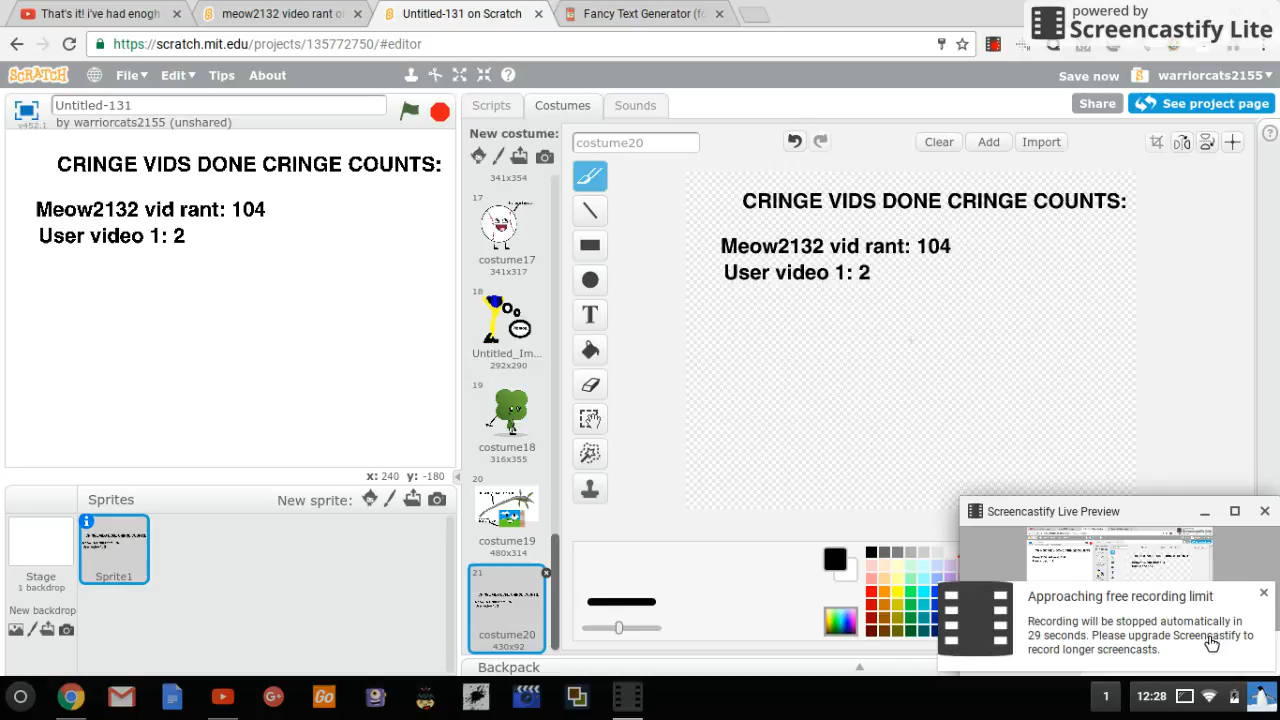 That's it! i've had enogh
meow2132 video rant o
Untitled-131 on Scratch
Fancy Text Generator (
powered by
Screencastify Lite
https://scratch.mit.edu/projects/135772750/#editor
SCRATCH
File
Edit
Tips
About
Save now
warriorcats2155
Untitled-131
v452.1
by warriorcats2155 (unshared)
Scripts
Costumes
Sounds
Share
See project page
New costume:
costume20
Clear
Add
Import
CRINGE VIDS DONE CRINGE COUNTS:
Meow2132 vid rant: 104
User video 1: 2
341x354
17
costume17
341x317
18
Untitled_Im...
292x290
19
costume18
316x355
20
costume19
480x314
21
costume20
430x92
CRINGE VIDS DONE CRINGE COUNTS:
Meow2132 vid rant: 104
User video 1: 2
T
x: 240 y: -180
Sprites
New sprite:
Stage
1 backdrop
Sprite1
New backdrop
Backpack
Screencastify Live Preview
Approaching free recording limit
Recording will be stopped automatically in
29 seconds. Please upgrade Screencastify to
record longer screencasts.
Go
1
12:28